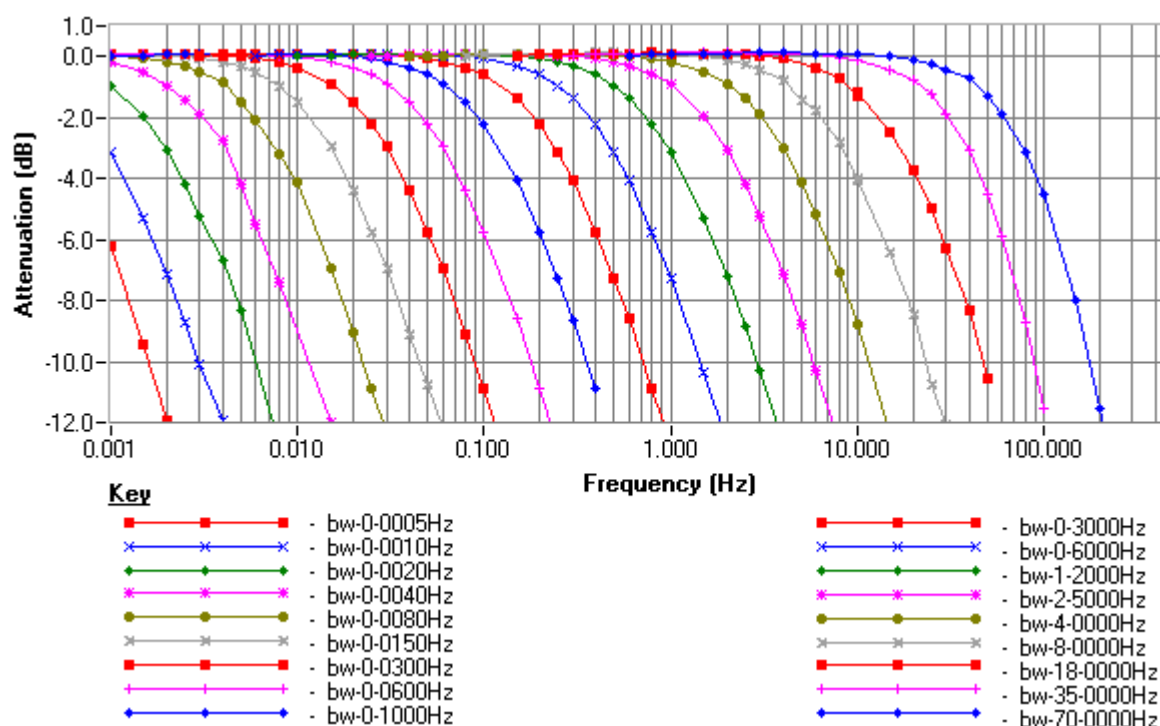 1.0
0.0
-2.0
-4.0
-6.0
-8.0
-10.0
-12.0
Attenuation (dB)
0.001
0.010
0.100
1.000
10.000
100.000
Frequency (Hz)
Key
- bw-0-0005Hz
- bw-0-0010Hz
- bw-0-0020Hz
- bw-0-0040Hz
- bw-0-0080Hz
- bw-0-0150Hz
- bw-0-0300Hz
- bw-0-0600Hz
- bw-0-1000Hz
- bw-0-3000Hz
- bw-0-6000Hz
- bw-1-2000Hz
- bw-2-5000Hz
- bw-4-0000Hz
- bw-8-0000Hz
- bw-18-0000Hz
- bw-35-0000Hz
- bw-70-0000Hz